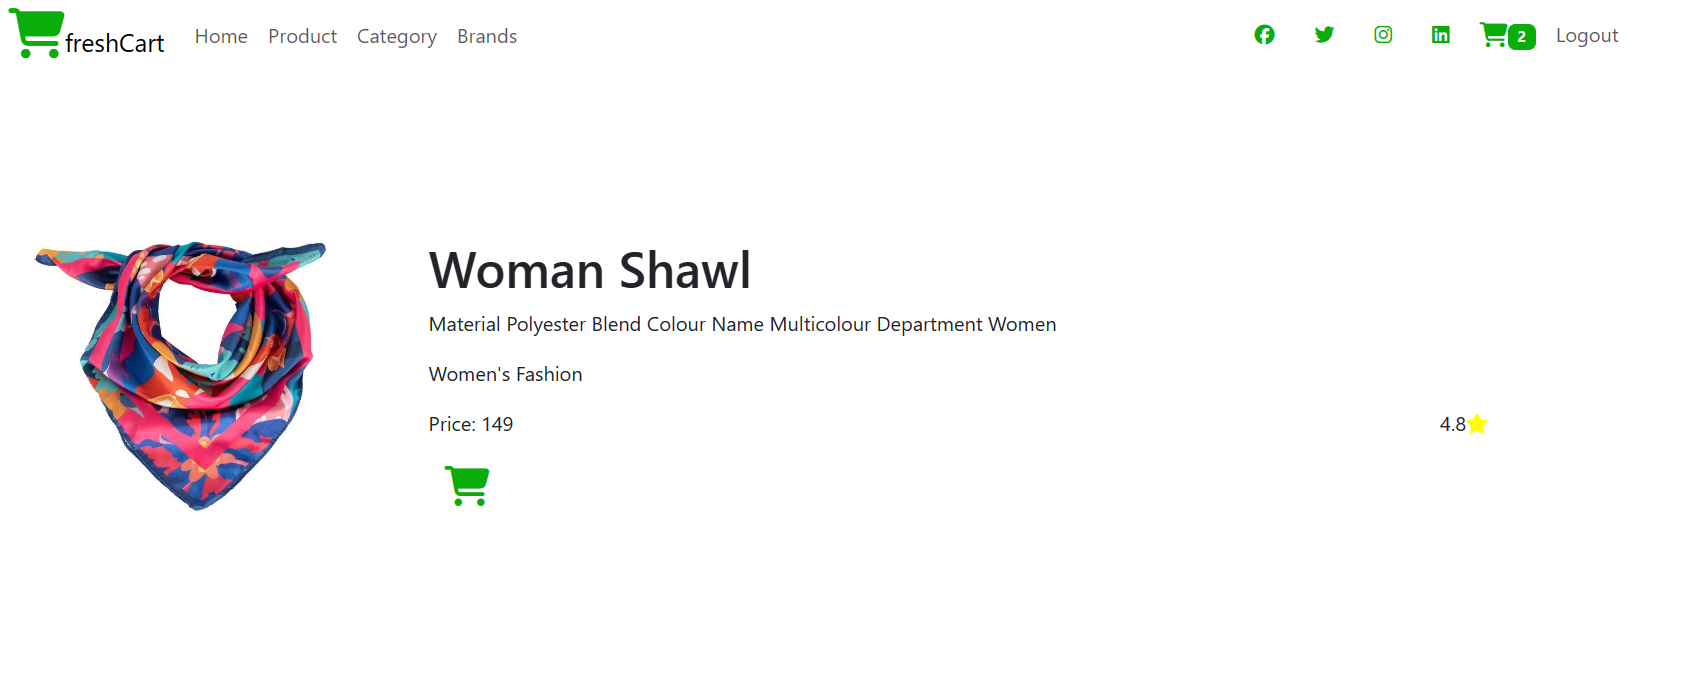 freshCart Home Product Category Brands 2 Logout
Woman Shawl
Material Polyester Blend Colour Name Multicolour Department Women
Women's Fashion
Price: 149 4.8